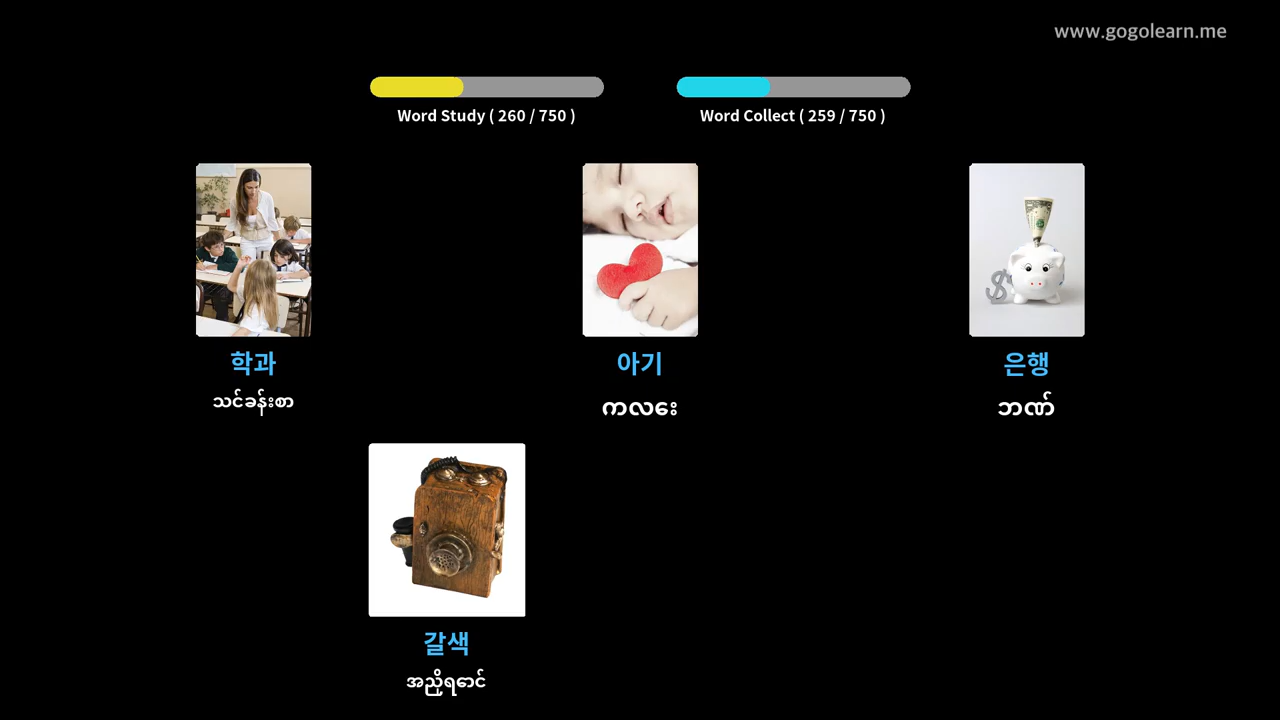 www.gogolearn.me
Word Study ( 260 / 750 )
Word Collect ( 259 / 750 )
학과
သင်ခန်းစာ
아기
ကလေး
은행
ဘဏ်
갈색
အညိုရောင်